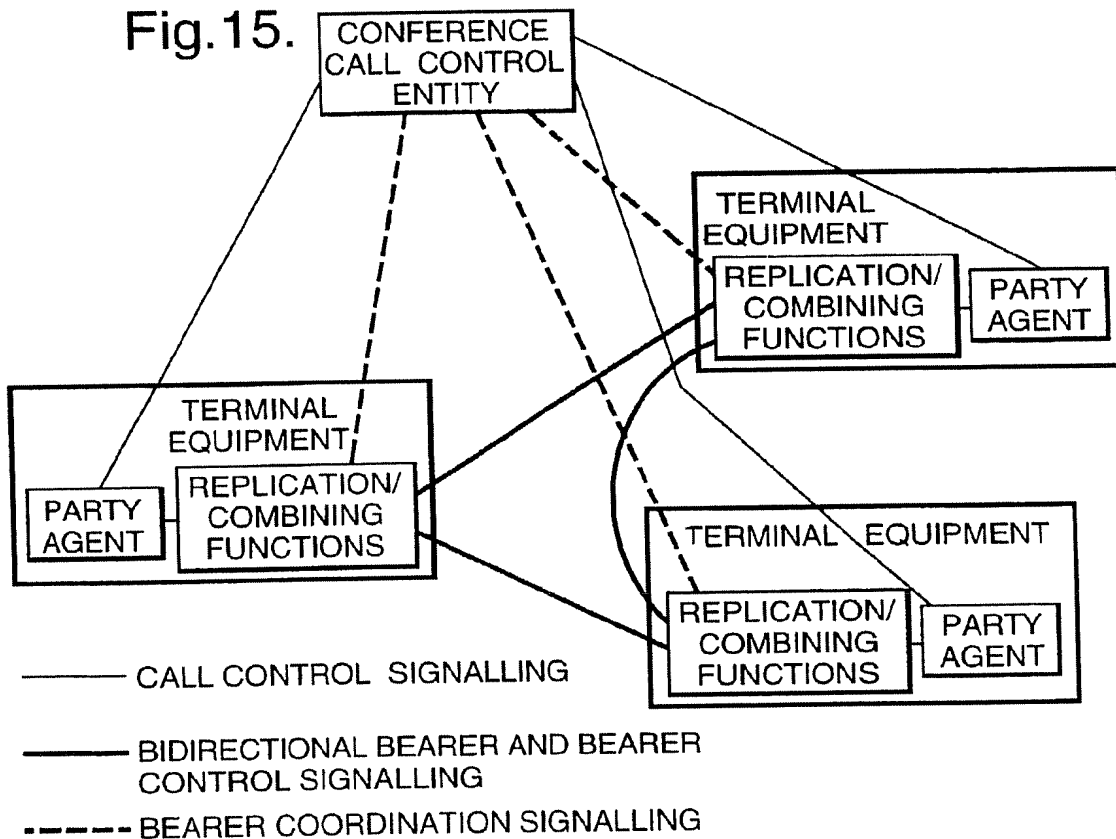 Fig.15.
CONFERENCE
CALL CONTROL
ENTITY
TERMINAL
EQUIPMENT
REPLICATION/
COMBINING
FUNCTIONS
PARTY
AGENT
TERMINAL
EQUIPMENT
PARTY
AGENT
REPLICATION/
COMBINING
FUNCTIONS
TERMINAL EQUIPMENT
REPLICATION/
COMBINING
FUNCTIONS
PARTY
AGENT
CALL CONTROL SIGNALLING
BIDIRECTIONAL BEARER AND BEARER
CONTROL SIGNALLING
BEARER COORDINATION SIGNALLING